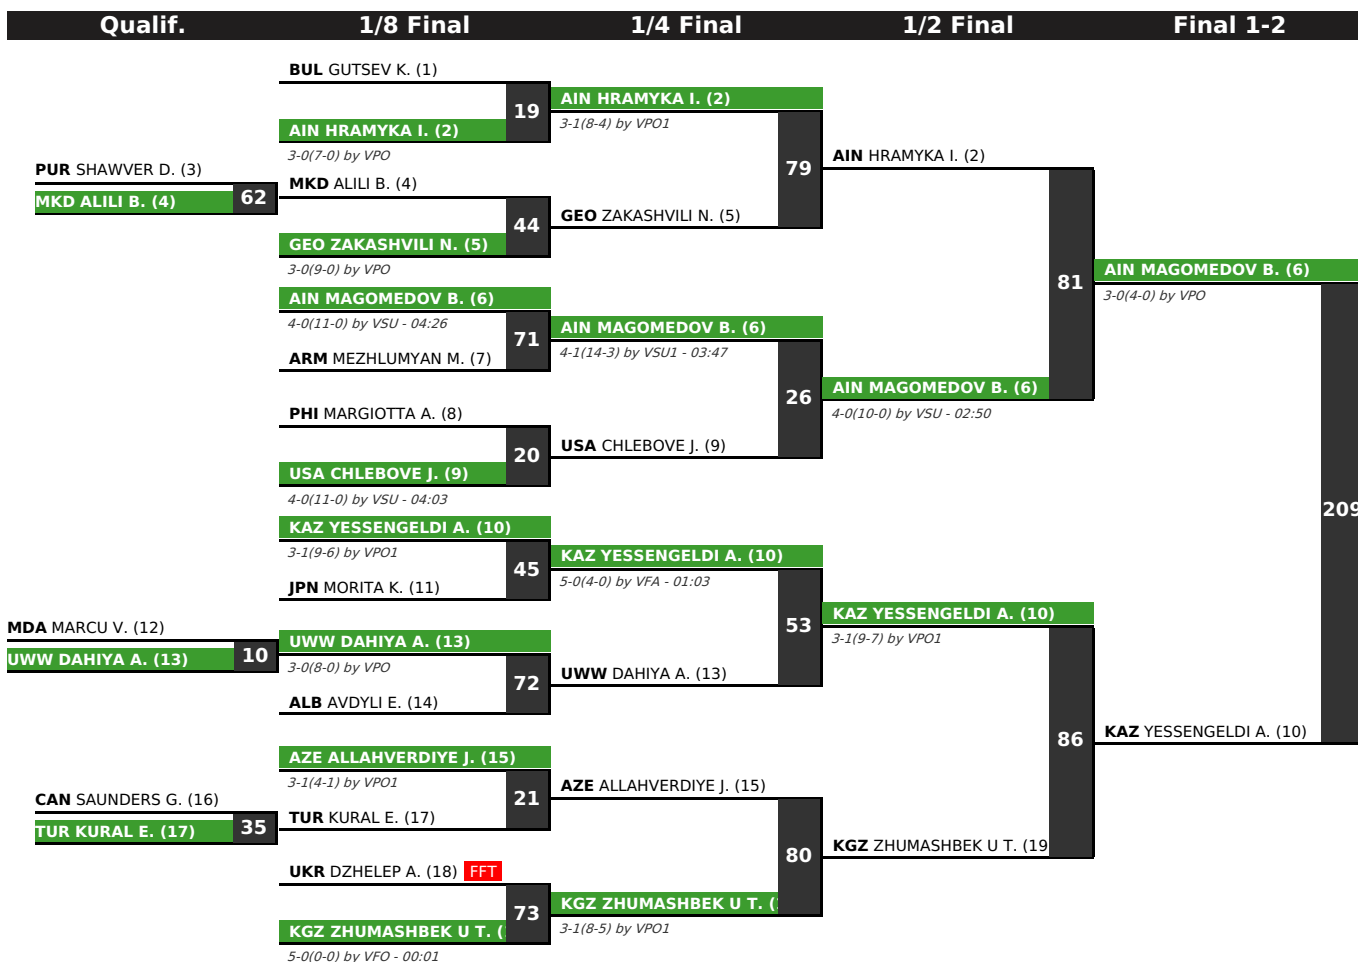 Qualif.
1/8 Final
1/4 Final
1/2 Final
Final 1-2
PUR SHAWVER D. (3)
MKD ALILI B. (4)
62
MDA MARCU V. (12)
UWW DAHIYA A. (13)
10
CAN SAUNDERS G. (16)
TUR KURAL E. (17)
35
BUL GUTSEV K. (1)
19
AIN HRAMYKA I. (2)
3-0(7-0) by VPO
MKD ALILI B. (4)
44
GEO ZAKASHVILI N. (5)
3-0(9-0) by VPO
AIN MAGOMEDOV B. (6)
4-0(11-0) by VSU - 04:26
71
ARM MEZHLUMYAN M. (7)
PHI MARGIOTTA A. (8)
20
USA CHLEBOVE J. (9)
4-0(11-0) by VSU - 04:03
KAZ YESSENGELDI A. (10)
3-1(9-6) by VPO1
45
JPN MORITA K. (11)
UWW DAHIYA A. (13)
3-0(8-0) by VPO
72
ALB AVDYLI E. (14)
AZE ALLAHVERDIYE J. (15)
3-1(4-1) by VPO1
21
TUR KURAL E. (17)
UKR DZHELEP A. (18) FFT
73
KGZ ZHUMASHBEK U T. (
5-0(0-0) by VFO - 00:01
AIN HRAMYKA I. (2)
3-1(8-4) by VPO1
79
GEO ZAKASHVILI N. (5)
AIN MAGOMEDOV B. (6)
4-1(14-3) by VSU1 - 03:47
26
USA CHLEBOVE J. (9)
KAZ YESSENGELDI A. (10)
5-0(4-0) by VFA - 01:03
53
UWW DAHIYA A. (13)
AZE ALLAHVERDIYE J. (15)
80
KGZ ZHUMASHBEK U T. (
3-1(8-5) by VPO1
AIN HRAMYKA I. (2)
81
AIN MAGOMEDOV B. (6)
4-0(10-0) by VSU - 02:50
KAZ YESSENGELDI A. (10)
3-1(9-7) by VPO1
86
KGZ ZHUMASHBEK U T. (19
AIN MAGOMEDOV B. (6)
3-0(4-0) by VPO
209
KAZ YESSENGELDI A. (10)